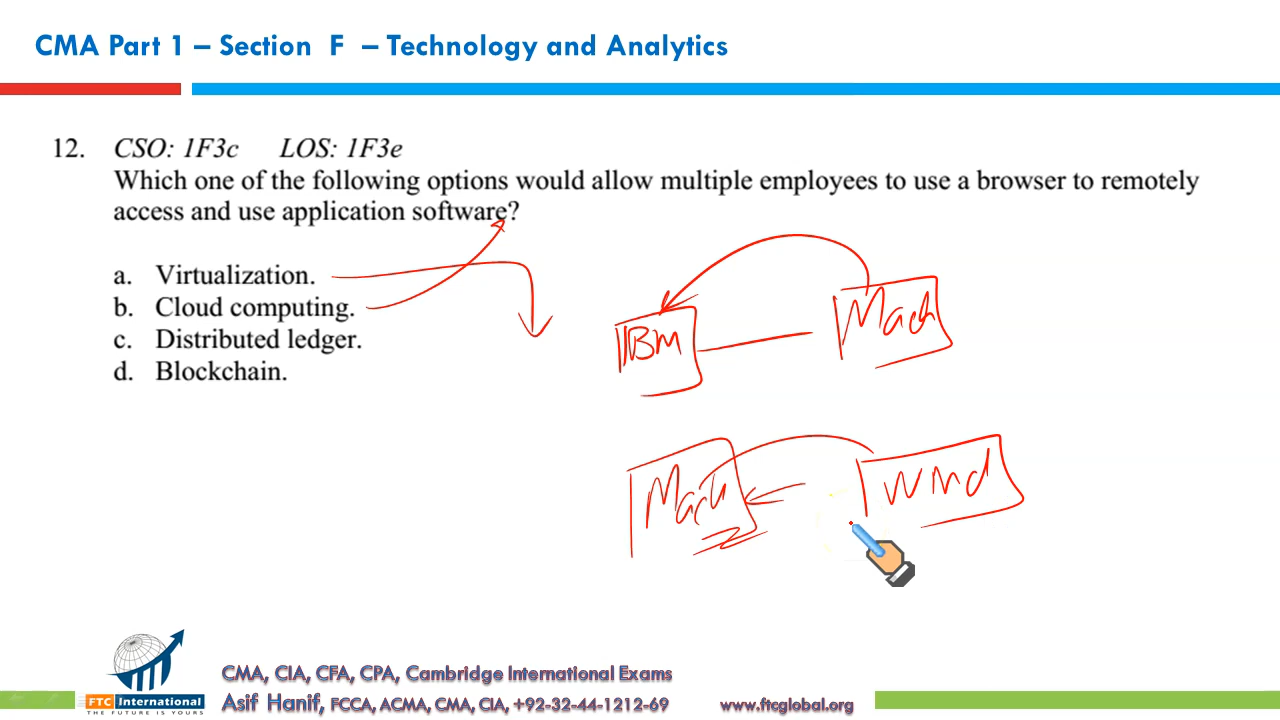 CMA Part 1 – Section F – Technology and Analytics
12. CSO: 1F3c LOS: 1F3e
Which one of the following options would allow multiple employees to use a browser to remotely
access and use application software?
a. Virtualization.
b. Cloud computing.
c. Distributed ledger.
d. Blockchain.
IBM
Mach
Mach
WInd
FTC International
THE FUTURE IS YOURS
CMA, CIA, CFA, CPA, Cambridge International Exams
Asif Hanif, FCCA, ACMA, CMA, CIA, +92-32-44-1212-69 www.ftcglobal.org